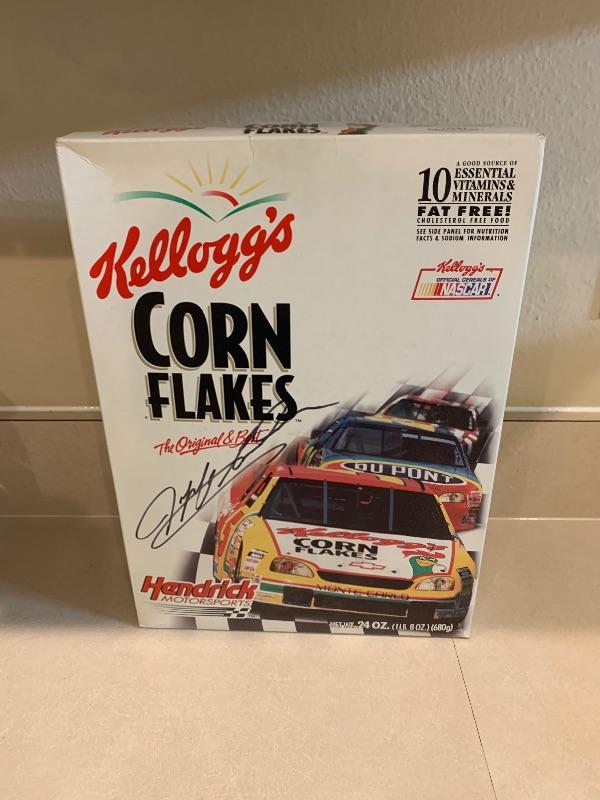 CORN
FLAKES
A GOOD SOURCE OF
10 ESSENTIAL
VITAMINS &
MINERALS
FAT FREE!
CHOLESTEROL FREE FOOD
SEE SIDE PANEL FOR NUTRITION
FACTS & SODIUM INFORMATION
Kellogg's
OFFICIAL CEREALS OF
NASCAR
Kellogg's
CORN
FLAKES™
The Original & Best
DU PONT
Kellogg's
CORN
FLAKES
MONTE CARLO
Hendrick
MOTORSPORTS
NET WT. 24 OZ. (1 LB. 8 OZ.) (680g)